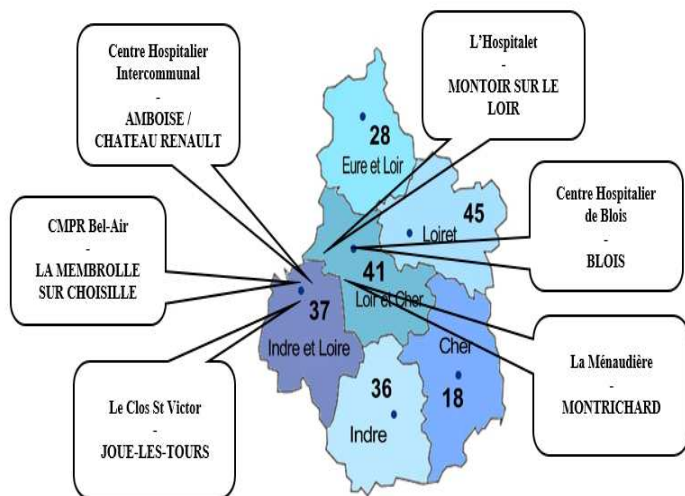 Centre Hospitalier
Intercommunal
-
AMBOISE /
CHATEAU RENAULT
L'Hospitalet
-
MONTOIR SUR LE
LOIR
28
Eure et Loir
CMPR Bel-Air
-
LA MEMBROLLE
SUR CHOISILLE
45
Loiret
Centre Hospitalier
de Blois
-
BLOIS
41
Loir et Cher
37
Indre et Loire
Cher
18
36
Indre
Le Clos St Victor
-
JOUE-LES-TOURS
La Ménaudière
-
MONTRICHARD